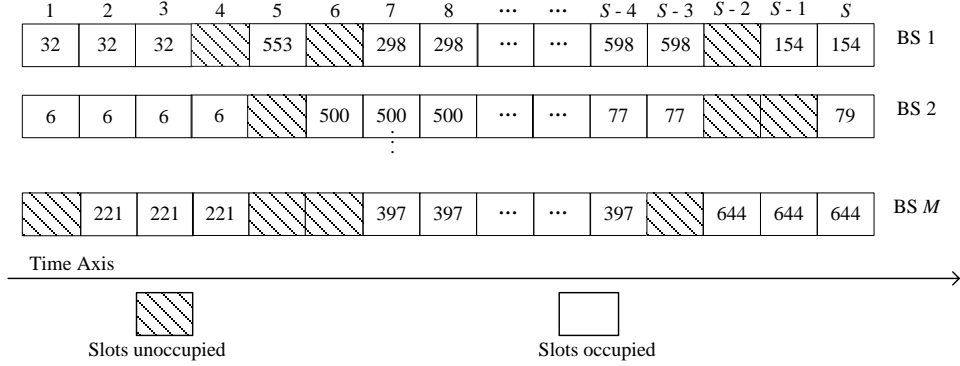 1 2 3 4 5 6 7 8 ... ... S - 4 S - 3 S - 2 S - 1 S
32 32 32 553 298 298 ... ... 598 598 154 154 BS 1
6 6 6 6 500 500 500 ... ... 77 77 79 BS 2
⋮
221 221 221 397 397 ... ... 397 644 644 644 BS M
Time Axis
Slots unoccupied Slots occupied